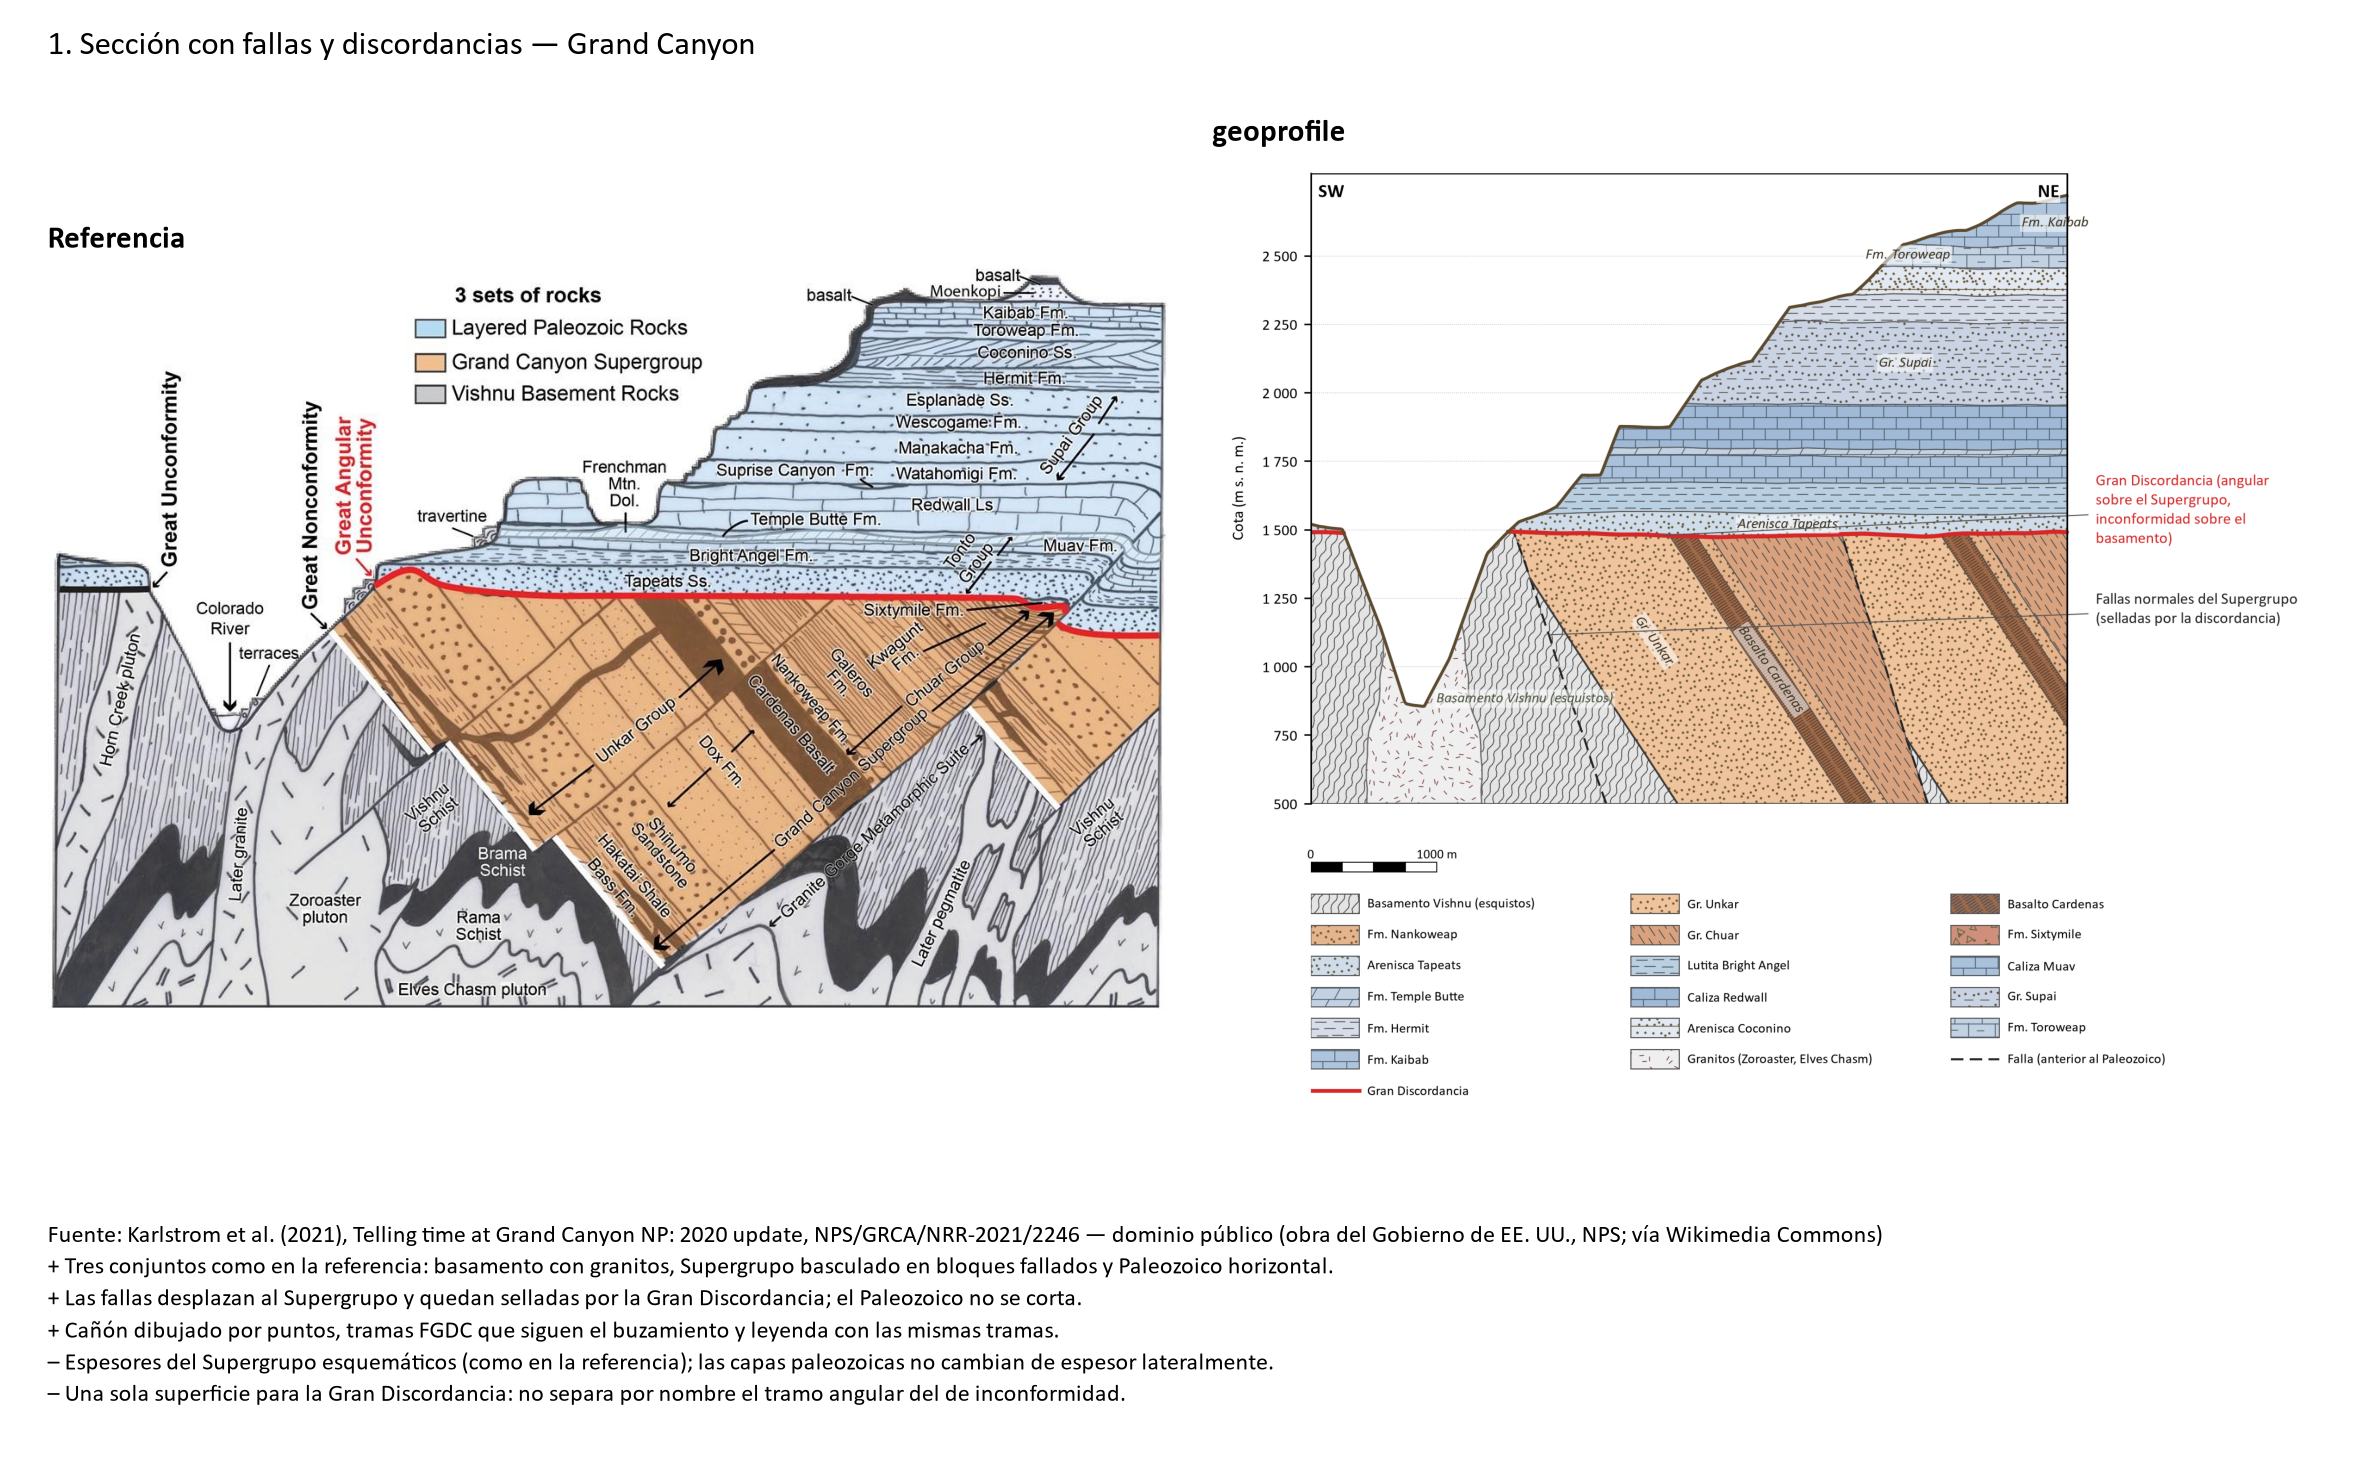 1. Sección con fallas y discordancias — Grand Canyon
Referencia
3 sets of rocks
Layered Paleozoic Rocks
Grand Canyon Supergroup
Vishnu Basement Rocks
Great Unconformity
Great Nonconformity
Great Angular
Unconformity
Colorado
River
terraces
travertine
Frenchman
Mtn.
Dol.
basalt
basalt
Moenkopi
Kaibab Fm.
Toroweap Fm.
Coconino Ss.
Hermit Fm.
Esplanade Ss.
Wescogame Fm.
Manakacha Fm.
Watahomigi Fm.
Supai Group
Suprise Canyon Fm.
Redwall Ls
Temple Butte Fm.
Muav Fm.
Bright Angel Fm.
Tonto
Group
Tapeats Ss.
Sixtymile Fm.
Kwagunt
Fm.
Galeros
Fm.
Nankoweap Fm.
Cardenas Basalt
Chuar Group
Unkar Group
Dox Fm.
Grand Canyon Supergroup
Shinumo
Sandstone
Hakatai Shale
Bass Fm.
Granite Gorge Metamorphic Suite
Horn Creek pluton
Later granite
Zoroaster
pluton
Vishnu
Schist
Brama
Schist
Rama
Schist
Elves Chasm pluton
Later pegmatite
Vishnu
Schist
geoprofile
SW
NE
Cota (m s. n. m.)
2 500
2 250
2 000
1 750
1 500
1 250
1 000
750
500
Fm. Kaibab
Fm. Toroweap
Gr. Supai
Arenisca Tapeats
Gr. Unkar
Basalto Cardenas
Basamento Vishnu (esquistos)
Gran Discordancia (angular
sobre el Supergrupo,
inconformidad sobre el
basamento)
Fallas normales del Supergrupo
(selladas por la discordancia)
0 1000 m
Basamento Vishnu (esquistos)
Gr. Unkar
Basalto Cardenas
Fm. Nankoweap
Gr. Chuar
Fm. Sixtymile
Arenisca Tapeats
Lutita Bright Angel
Caliza Muav
Fm. Temple Butte
Caliza Redwall
Gr. Supai
Fm. Hermit
Arenisca Coconino
Fm. Toroweap
Fm. Kaibab
Granitos (Zoroaster, Elves Chasm)
Falla (anterior al Paleozoico)
Gran Discordancia
Fuente: Karlstrom et al. (2021), Telling time at Grand Canyon NP: 2020 update, NPS/GRCA/NRR-2021/2246 — dominio público (obra del Gobierno de EE. UU., NPS; vía Wikimedia Commons)
+ Tres conjuntos como en la referencia: basamento con granitos, Supergrupo basculado en bloques fallados y Paleozoico horizontal.
+ Las fallas desplazan al Supergrupo y quedan selladas por la Gran Discordancia; el Paleozoico no se corta.
+ Cañón dibujado por puntos, tramas FGDC que siguen el buzamiento y leyenda con las mismas tramas.
– Espesores del Supergrupo esquemáticos (como en la referencia); las capas paleozoicas no cambian de espesor lateralmente.
– Una sola superficie para la Gran Discordancia: no separa por nombre el tramo angular del de inconformidad.